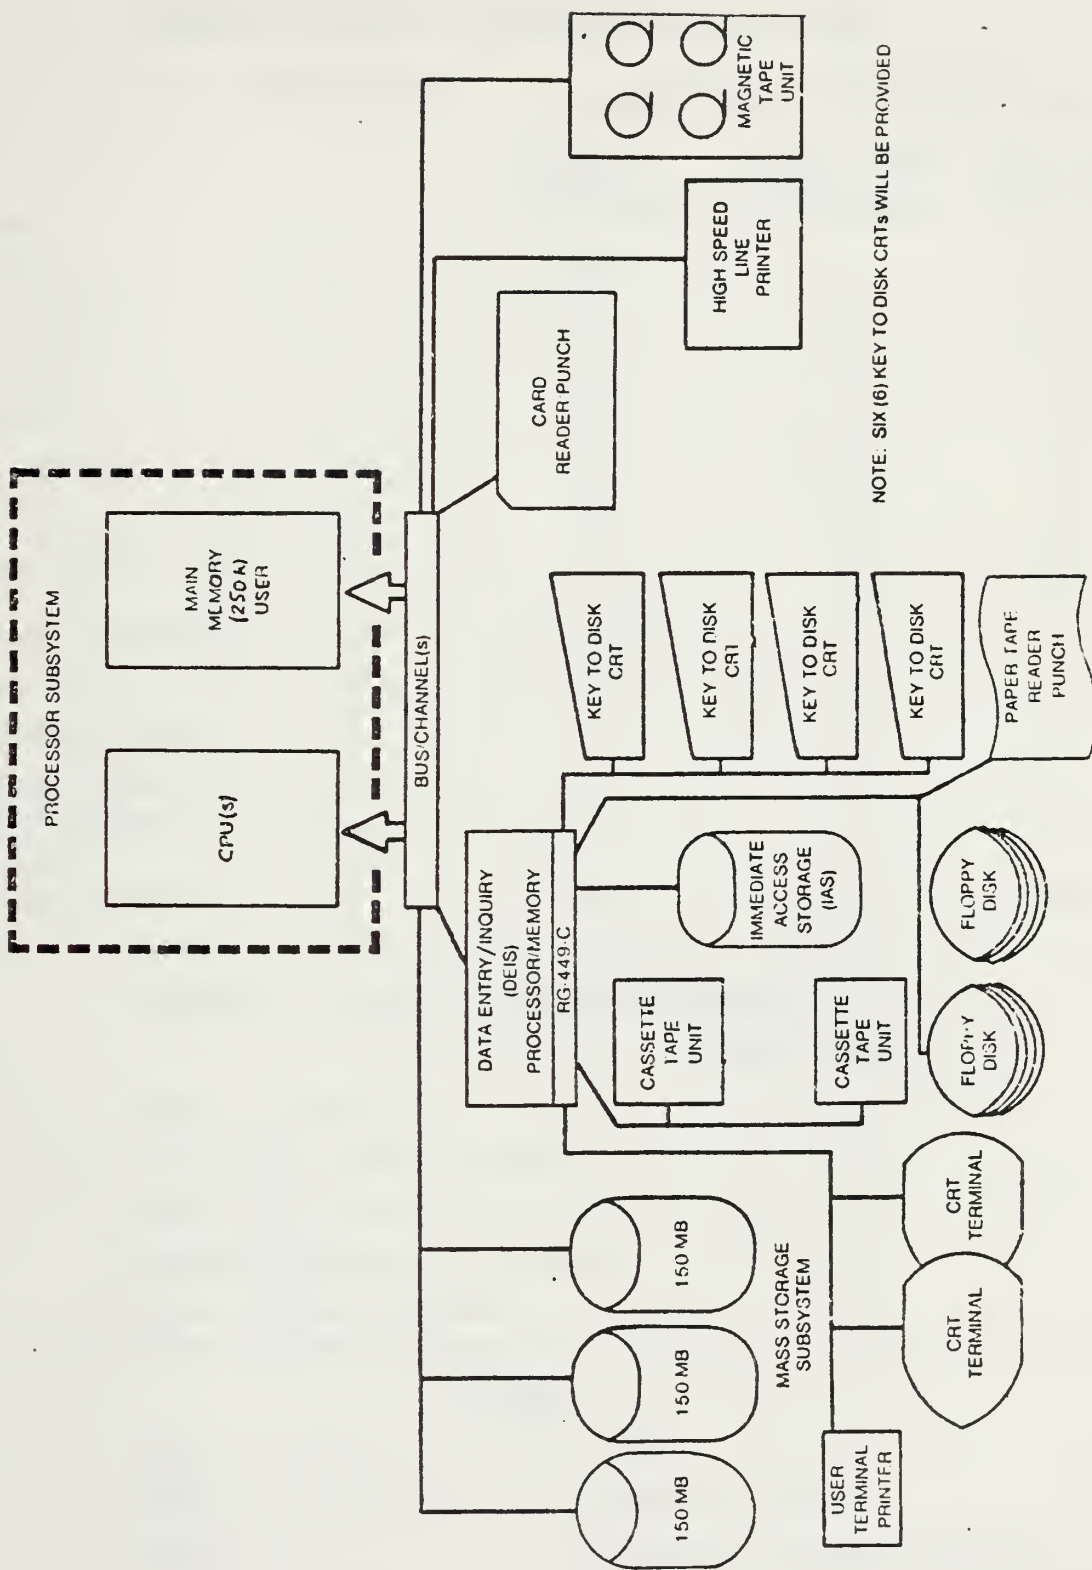 PROCESSOR SUBSYSTEM
CPU(s)
MAIN
MEMORY
(250k)
USER
BUS/CHANNEL(s)
DATA ENTRY/INQUIRY
(DEIS)
PROCESSOR/MEMORY
RG-449-C
CARD
READER/PUNCH
HIGH SPEED
LINE
PRINTER
MAGNETIC
TAPE
UNIT
150 MB
150 MB
150 MB
MASS STORAGE
SUBSYSTEM
CASSETTE
TAPE
UNIT
CASSETTE
TAPE
UNIT
IMMEDIATE
ACCESS
STORAGE
(IAS)
KEY TO DISK
CRT
KEY TO DISK
CRT
KEY TO DISK
CRT
KEY TO DISK
CRT
PAPER TAPE
READER
PUNCH
USER
TERMINAL
PRINTER
CRT
TERMINAL
CRT
TERMINAL
FLOPPY
DISK
FLOPPY
DISK
NOTE: SIX (6) KEY TO DISK CRTs WILL BE PROVIDED